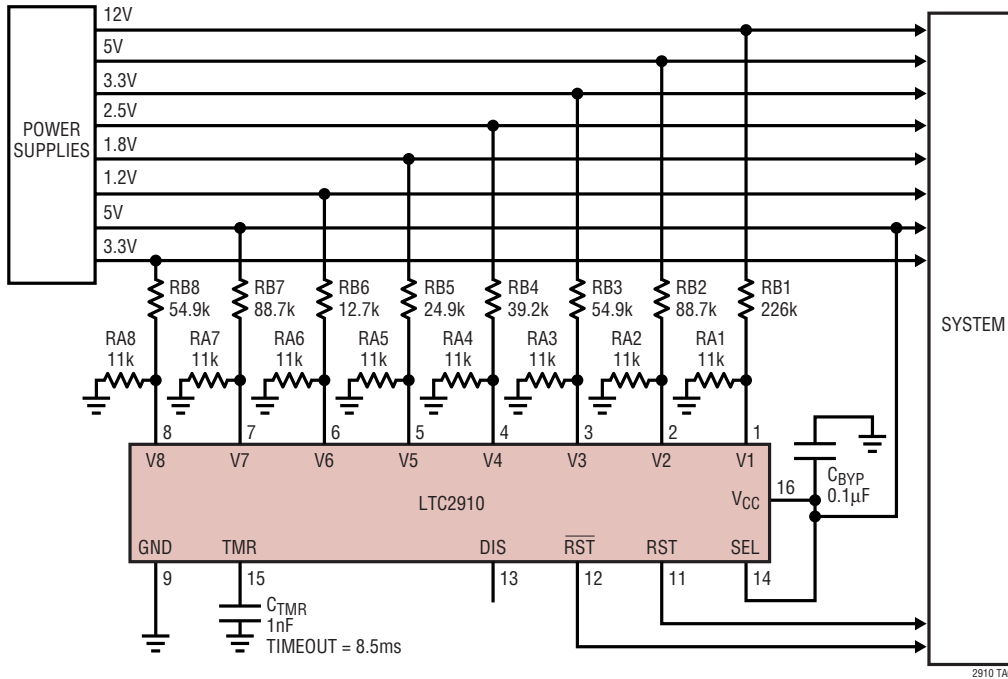 12V
5V
3.3V
2.5V
1.8V
1.2V
5V
3.3V
POWER
SUPPLIES
SYSTEM
RB8
54.9k
RB7
88.7k
RB6
12.7k
RB5
24.9k
RB4
39.2k
RB3
54.9k
RB2
88.7k
RB1
226k
RA8
11k
RA7
11k
RA6
11k
RA5
11k
RA4
11k
RA3
11k
RA2
11k
RA1
11k
8 7 6 5 4 3 2 1
V8 V7 V6 V5 V4 V3 V2 V1
CBYP
0.1µF
16
VCC
LTC2910
GND TMR DIS RST RST SEL
9 15 13 12 11 14
CTMR
1nF
TIMEOUT = 8.5ms